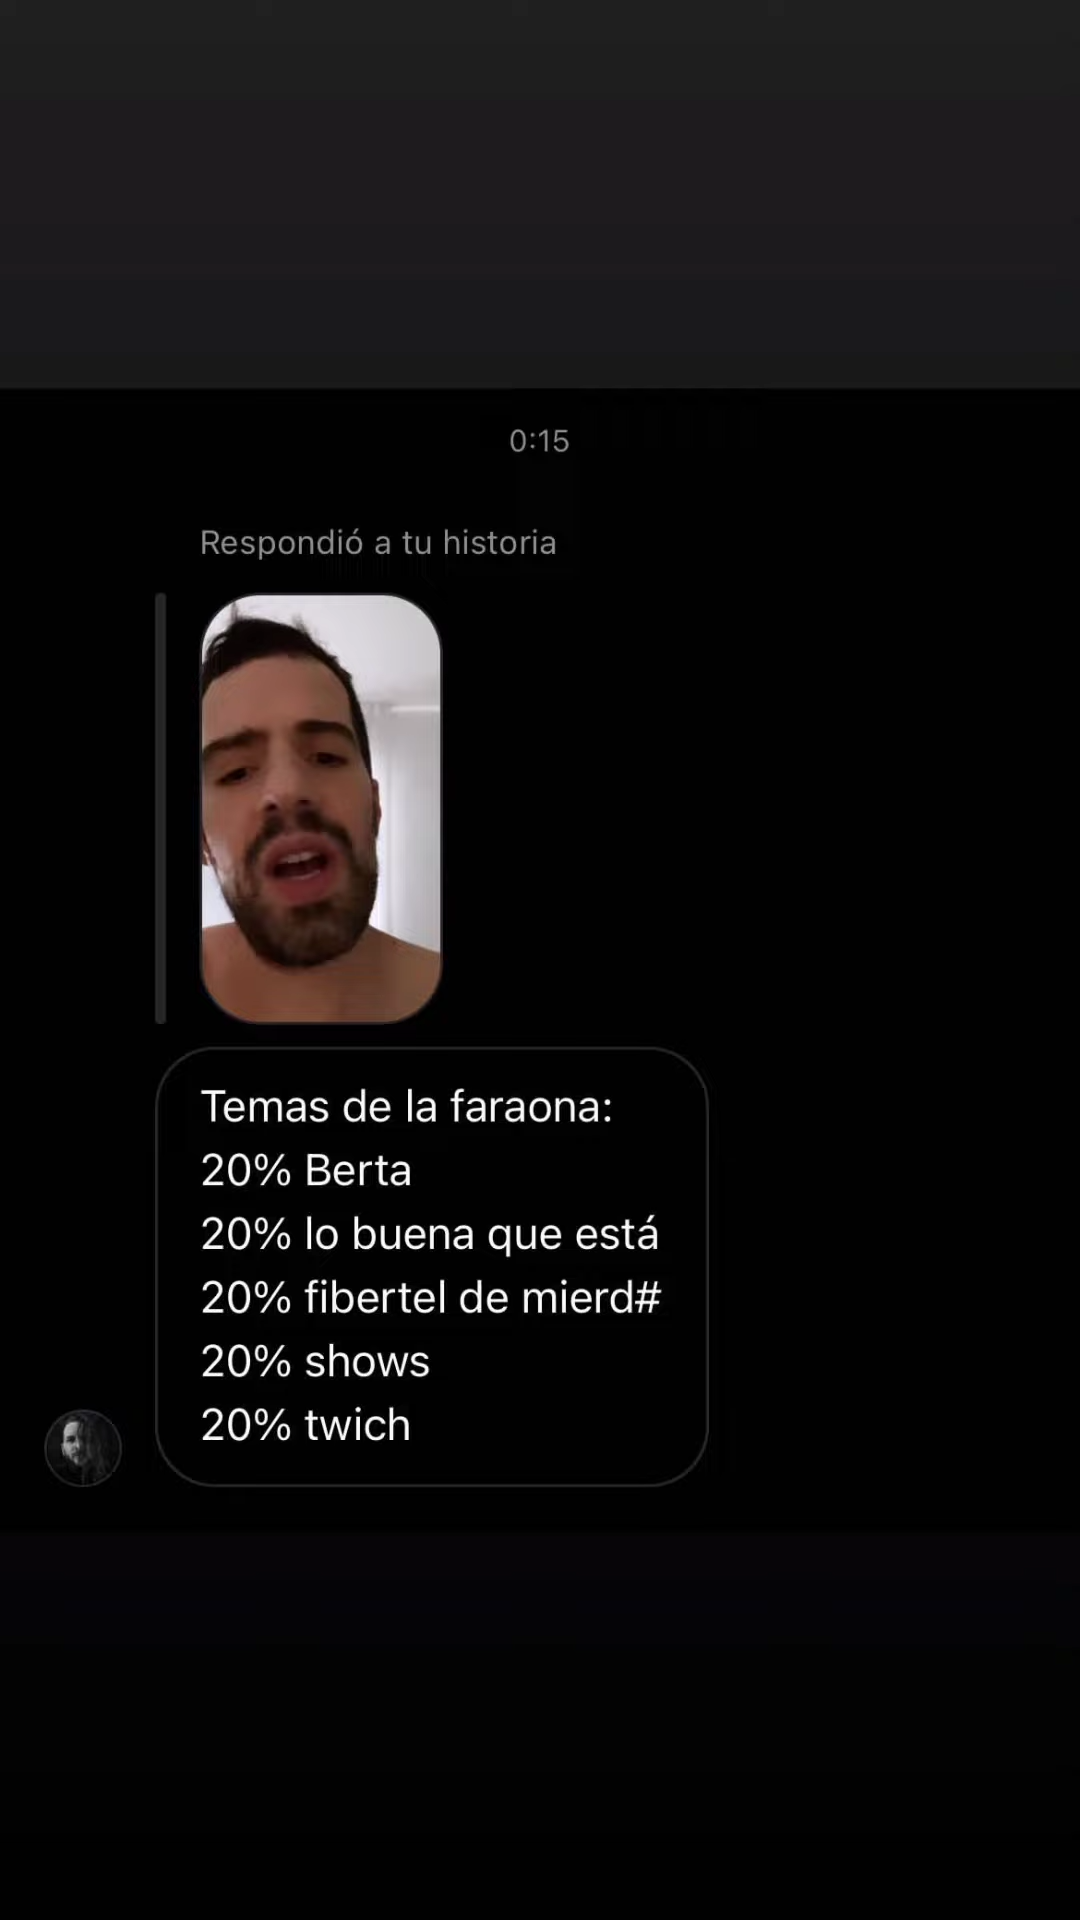 0:15
Respondió a tu historia
Temas de la faraona:
20% Berta
20% lo buena que está
20% fibertel de mierd#
20% shows
20% twich